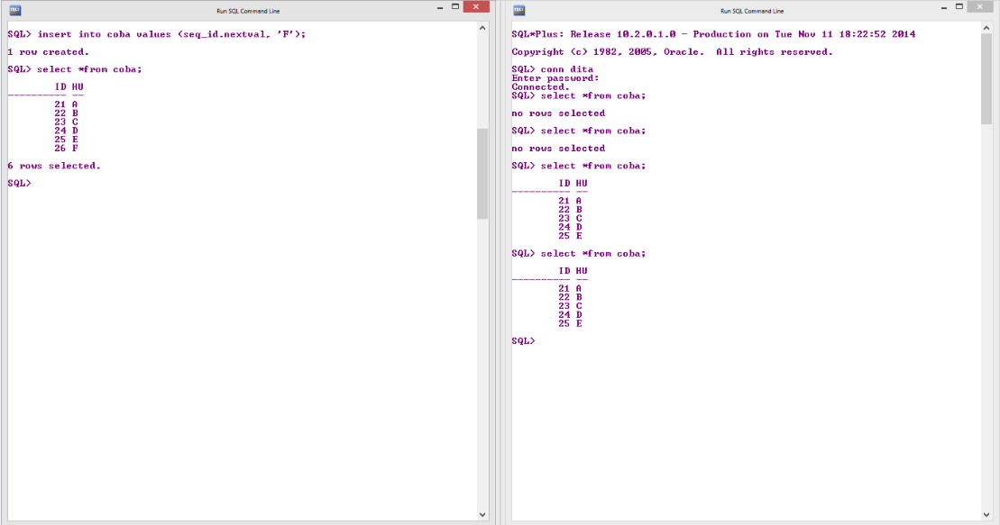 Run SQL Command Line
SQL> insert into coba values (seq_id.nextval, 'F');
1 row created.
SQL> select *from coba;
ID HU
---------- --
21 A
22 B
23 C
24 D
25 E
26 F
6 rows selected.
SQL>
Run SQL Command Line
SQL*Plus: Release 10.2.0.1.0 - Production on Tue Nov 11 18:22:52 2014
Copyright (c) 1982, 2005, Oracle.  All rights reserved.
SQL> conn dita
Enter password:
Connected.
SQL> select *from coba;
no rows selected
SQL> select *from coba;
no rows selected
SQL> select *from coba;
ID HU
---------- --
21 A
22 B
23 C
24 D
25 E
SQL> select *from coba;
ID HU
---------- --
21 A
22 B
23 C
24 D
25 E
SQL>